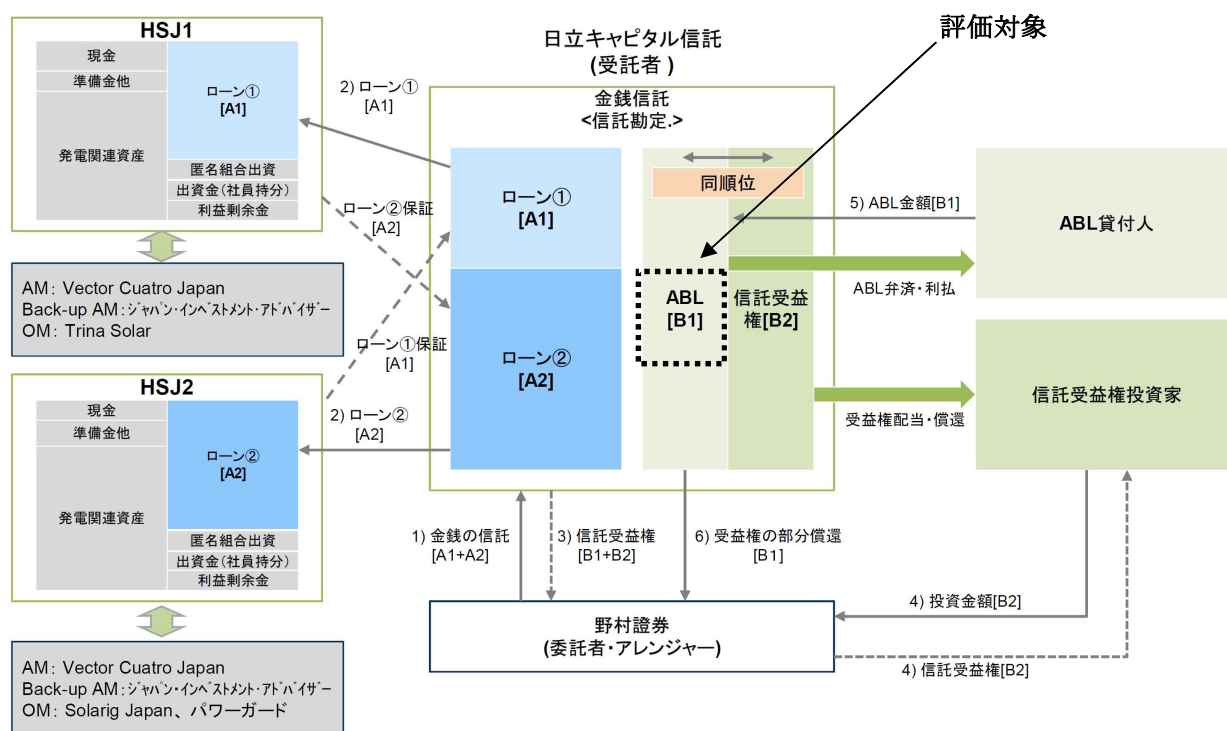 評価対象
HSJ1
現金
準備金他
発電関連資産
ローン①
[A1]
匿名組合出資
出資金(社員持分)
利益剰余金
AM: Vector Cuatro Japan
Back-up AM:ジャパン・インベストメント・アドバイザー
OM: Trina Solar
HSJ2
現金
準備金他
発電関連資産
ローン②
[A2]
匿名組合出資
出資金(社員持分)
利益剰余金
AM: Vector Cuatro Japan
Back-up AM:ジャパン・インベストメント・アドバイザー
OM: Solarig Japan、パワーガード
2) ローン①
[A1]
ローン②保証
[A2]
ローン①保証
[A1]
2) ローン②
[A2]
日立キャピタル信託
(受託者)
金銭信託
<信託勘定.>
ローン①
[A1]
ローン②
[A2]
同順位
ABL
[B1]
信託受益
権[B2]
5) ABL金額[B1]
ABL弁済・利払
ABL貸付人
受益権配当・償還
信託受益権投資家
1) 金銭の信託
[A1+A2]
3) 信託受益権
[B1+B2]
6) 受益権の部分償還
[B1]
野村證券
(委託者・アレンジャー)
4) 投資金額[B2]
4) 信託受益権[B2]